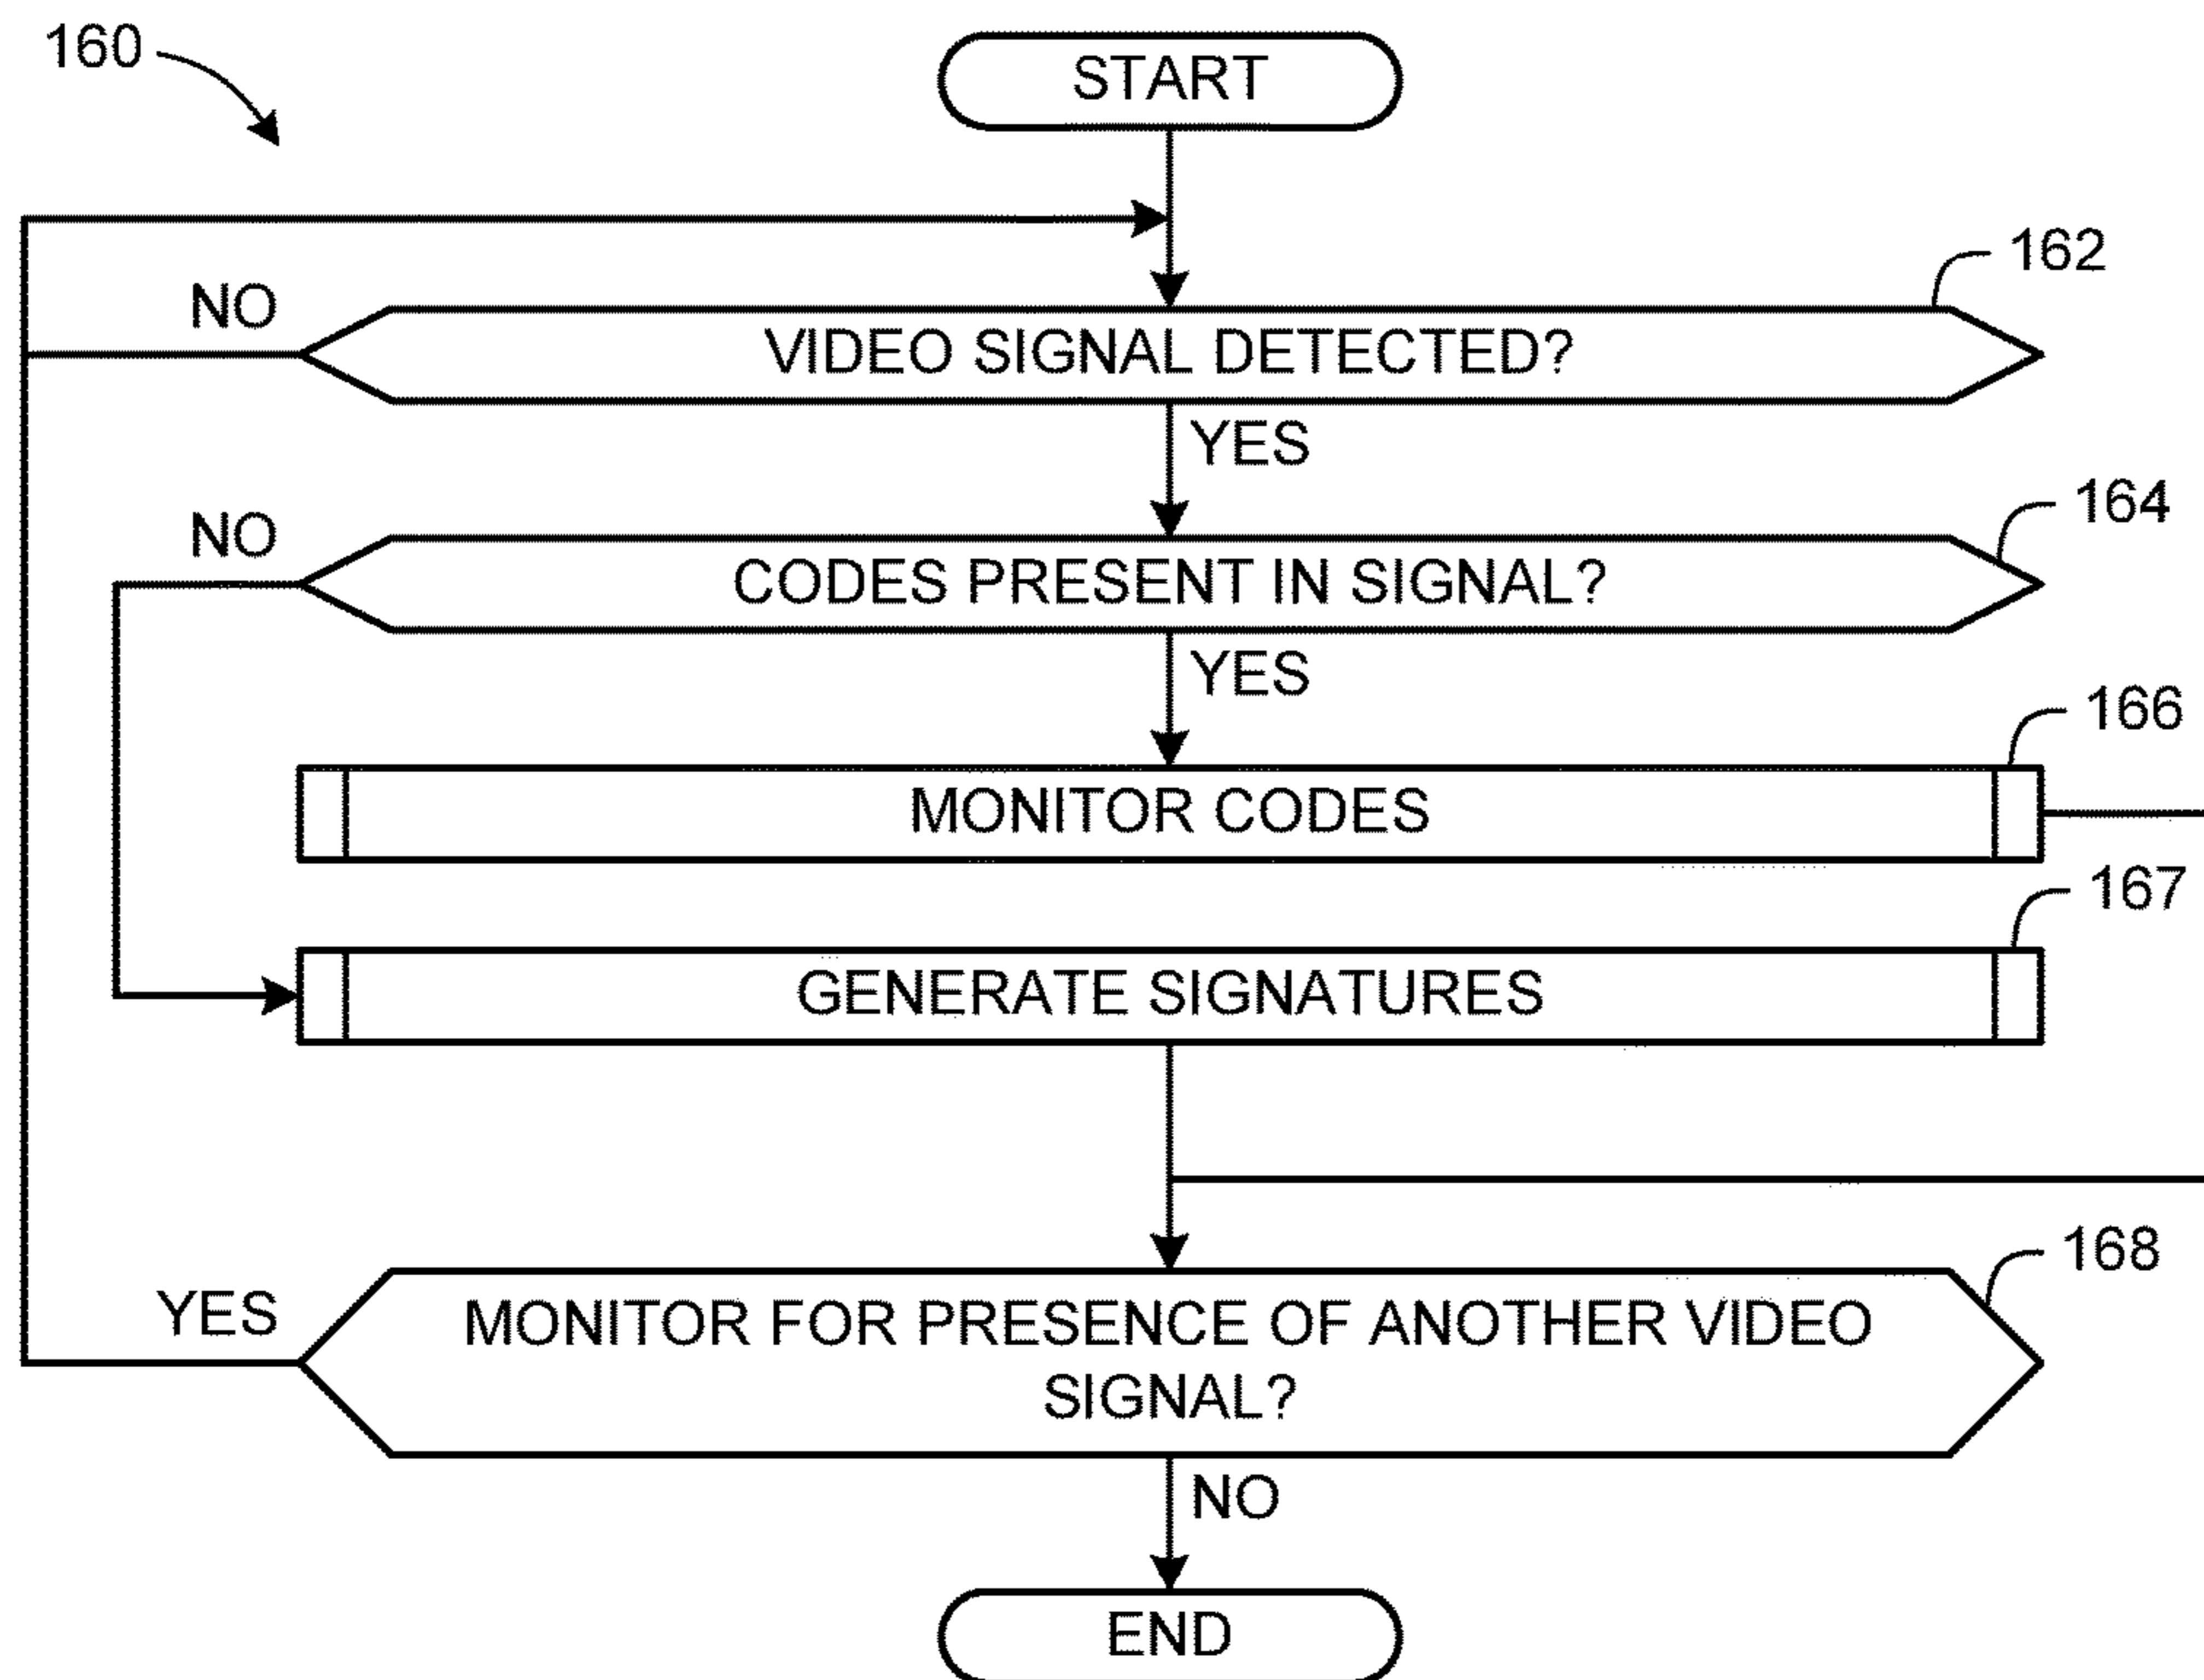 160
START
162
NO
VIDEO SIGNAL DETECTED?
YES
164
NO
CODES PRESENT IN SIGNAL?
YES
166
MONITOR CODES
167
GENERATE SIGNATURES
168
YES
MONITOR FOR PRESENCE OF ANOTHER VIDEO
SIGNAL?
NO
END